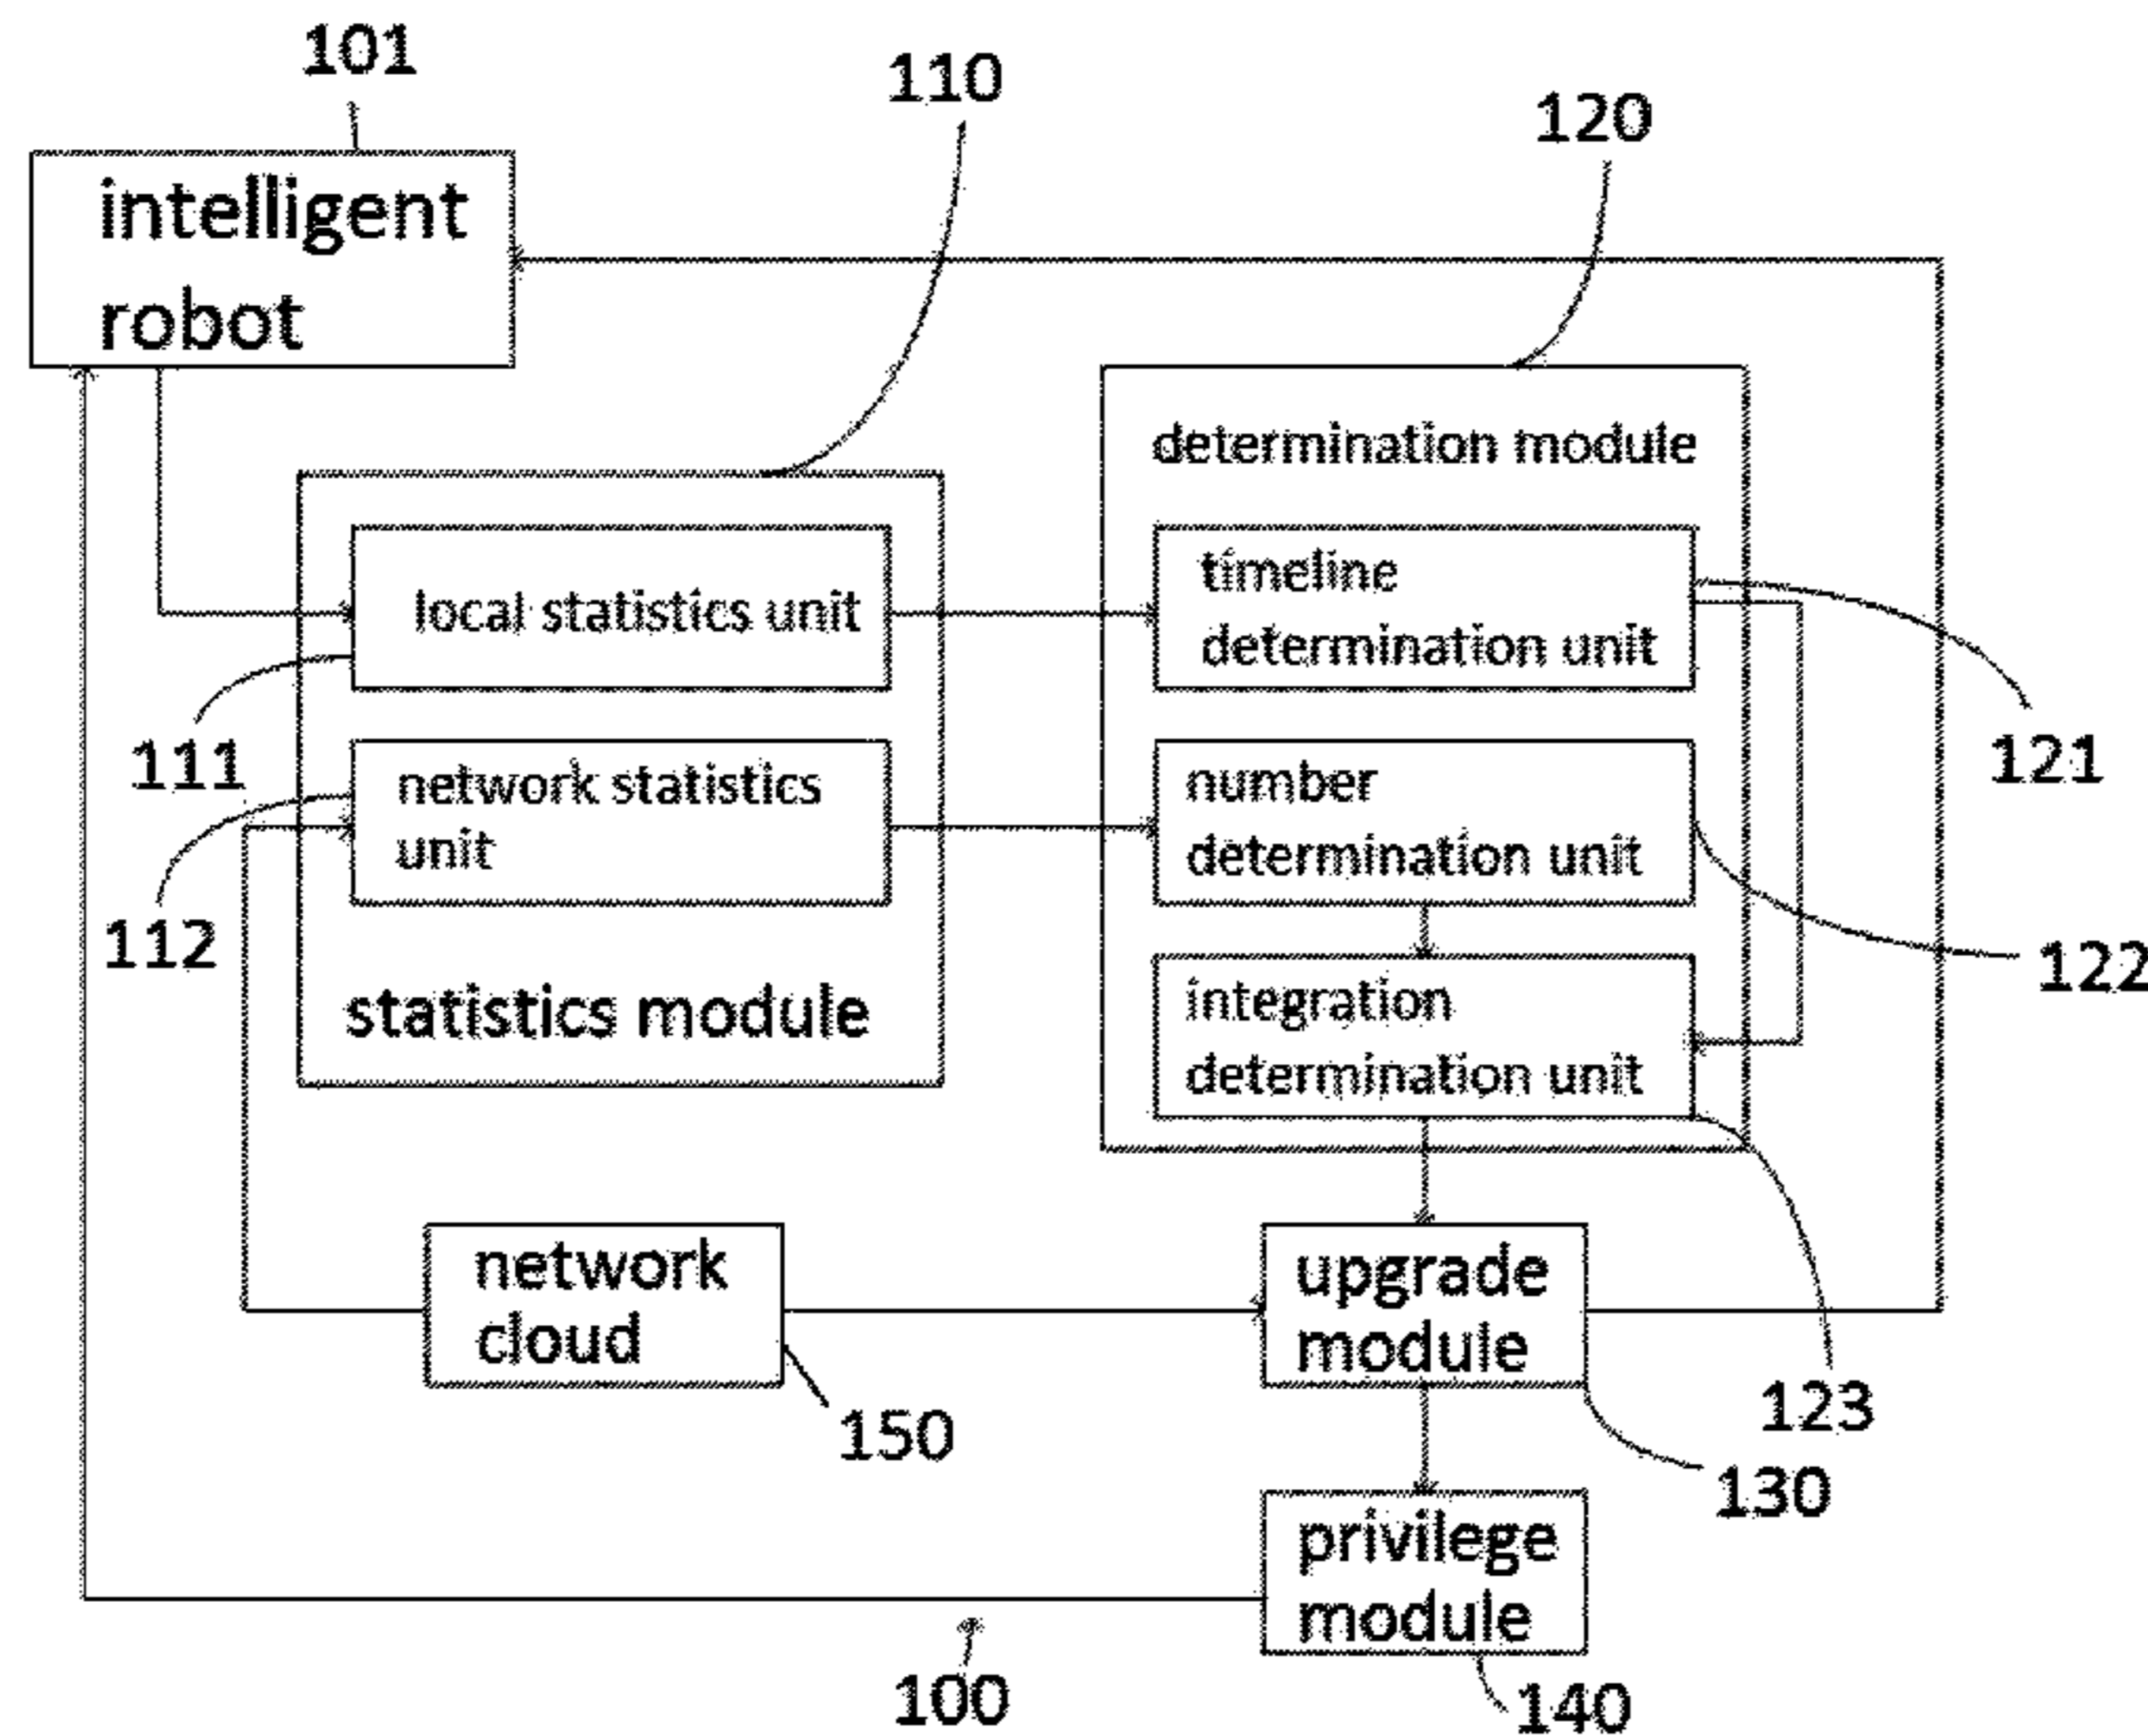 101
110
120
intelligent
robot
determination module
local statistics unit
timeline
determination unit
111
121
network statistics
unit
number
determination unit
112
122
statistics module
integration
determination unit
network
cloud
upgrade
module
123
150
130
privilege
module
100
140